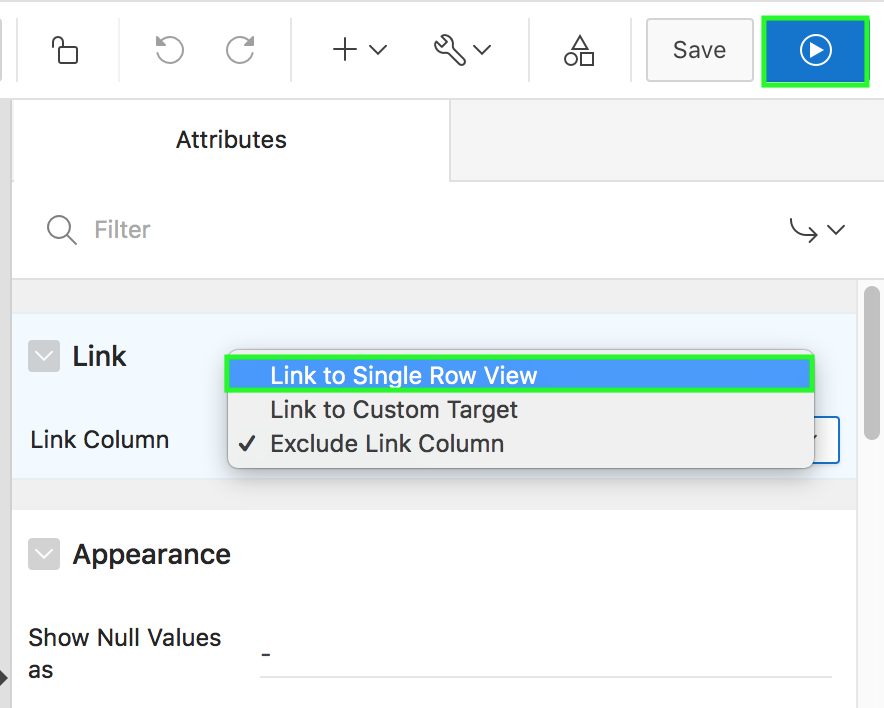 Save
Attributes
Filter
Link
Link to Single Row View
Link to Custom Target
Link Column
✓ Exclude Link Column
Appearance
Show Null Values
as
-